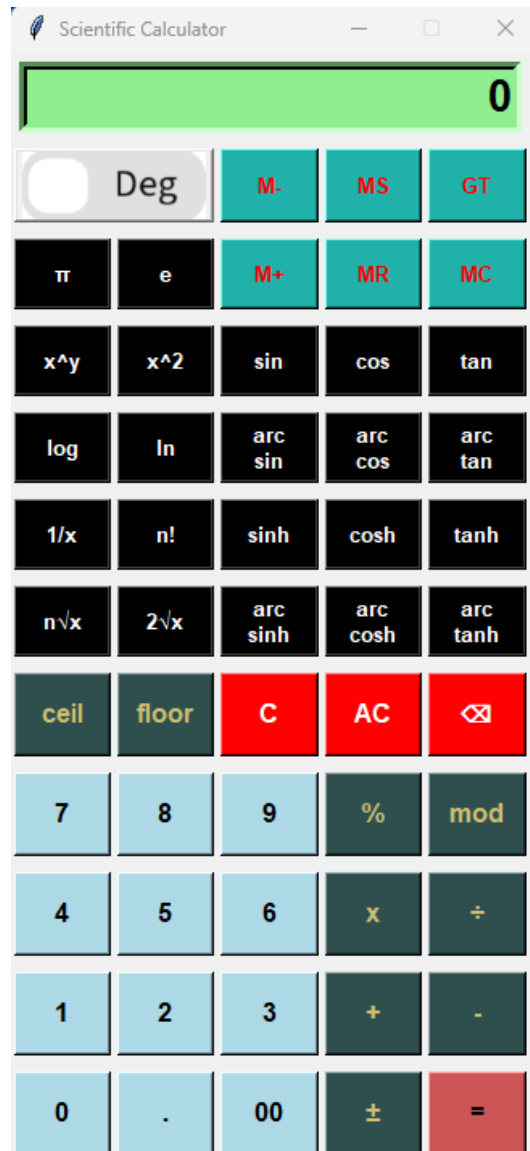 Scientific Calculator
0
Deg M- MS GT
π e M+ MR MC
x^y x^2 sin cos tan
log ln arc sin arc cos arc tan
1/x n! sinh cosh tanh
n√x 2√x arc sinh arc cosh arc tanh
ceil floor C AC ⌫
7 8 9 % mod
4 5 6 x ÷
1 2 3 + -
0 . 00 ± =